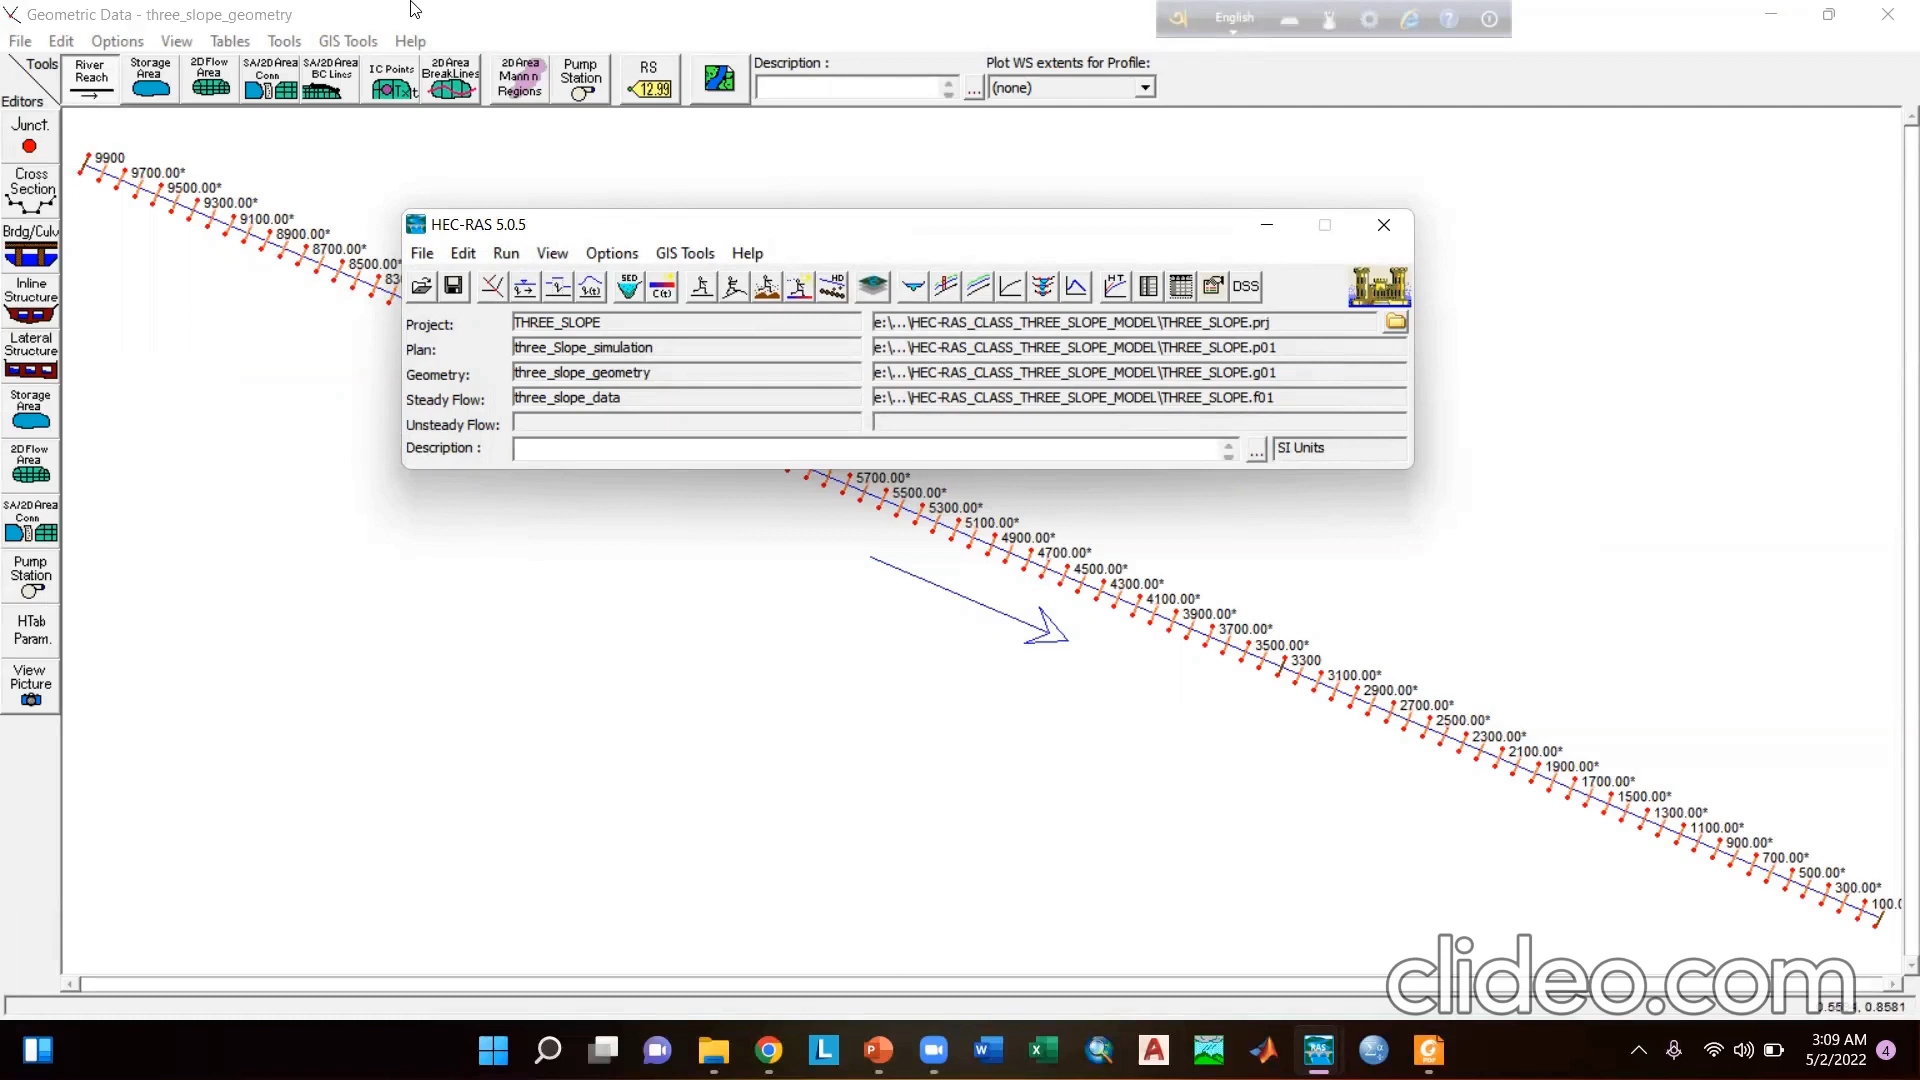 Geometric Data - three_slope_geometry
English
File Edit Options View Tables Tools GIS Tools Help
Tools
Editors
River Reach
Storage Area
2D Flow Area
SA/2D Area Conn
SA/2D Area BC Lines
IC Points
2D Area BreakLines
2D Area Mann n Regions
Pump Station
RS
12.99
Description :
...
Plot WS extents for Profile:
(none)
Junct.
Cross Section
Brdg/Culv
Inline Structure
Lateral Structure
Storage Area
2D Flow Area
SA/2D Area Conn
Pump Station
HTab Param.
View Picture
9900
9700.00*
9500.00*
9300.00*
9100.00*
8900.00*
8700.00*
8500.00*
HEC-RAS 5.0.5
File Edit Run View Options GIS Tools Help
SED
C(t)
HD
HT
DSS
Project: THREE_SLOPE e:\...\HEC-RAS_CLASS_THREE_SLOPE_MODEL\THREE_SLOPE.prj
Plan: three_Slope_simulation e:\...\HEC-RAS_CLASS_THREE_SLOPE_MODEL\THREE_SLOPE.p01
Geometry: three_slope_geometry e:\...\HEC-RAS_CLASS_THREE_SLOPE_MODEL\THREE_SLOPE.g01
Steady Flow: three_slope_data e:\...\HEC-RAS_CLASS_THREE_SLOPE_MODEL\THREE_SLOPE.f01
Unsteady Flow:
Description : ... SI Units
5700.00*
5500.00*
5300.00*
5100.00*
4900.00*
4700.00*
4500.00*
4300.00*
4100.00*
3900.00*
3700.00*
3500.00*
3300
3100.00*
2900.00*
2700.00*
2500.00*
2300.00*
2100.00*
1900.00*
1700.00*
1500.00*
1300.00*
1100.00*
900.00*
700.00*
500.00*
300.00*
100.0
clideo.com
0.8581
3:09 AM
5/2/2022
4